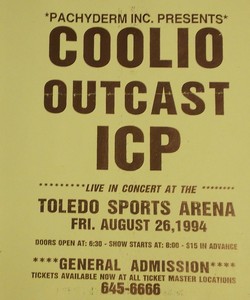 *PACHYDERM INC. PRESENTS*
COOLIO
OUTCAST
ICP
*********LIVE IN CONCERT AT THE ********
TOLEDO SPORTS ARENA
FRI. AUGUST 26,1994
DOORS OPEN AT: 6:30 - SHOW STARTS AT: 8:00 - $15 IN ADVANCE
****GENERAL ADMISSION****
TICKETS AVAILABLE NOW AT ALL TICKET MASTER LOCATIONS
645-6666